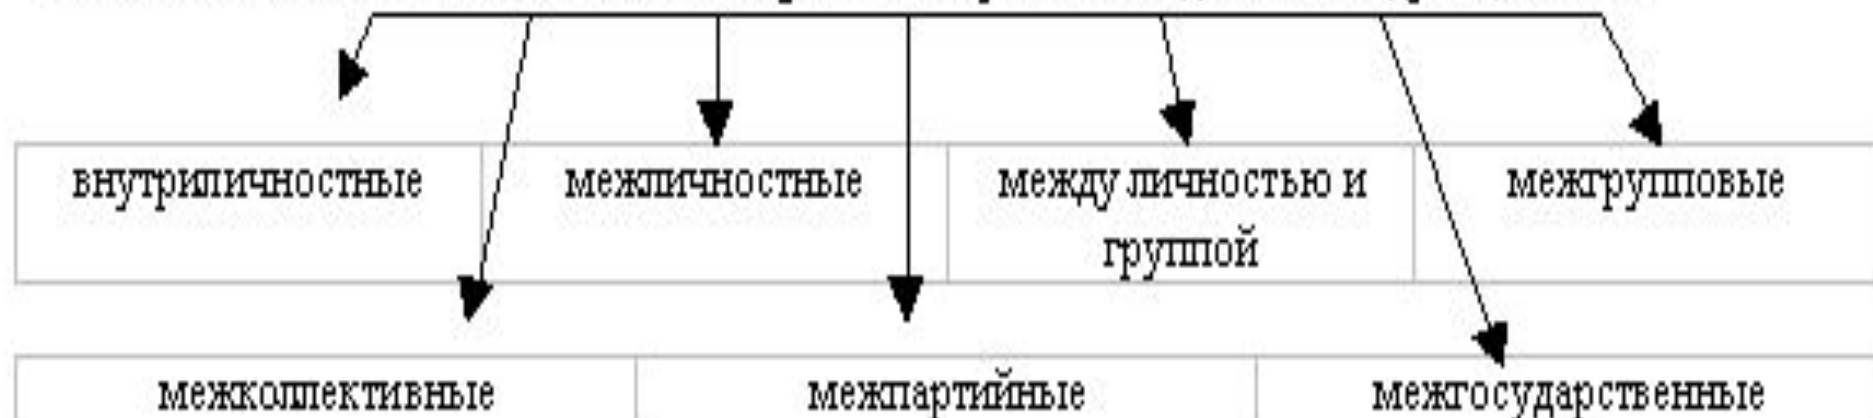 внутриличностные
межличностные
между личностью и
группой
межгрупповые
межколлективные
межпартийные
межгосударственные